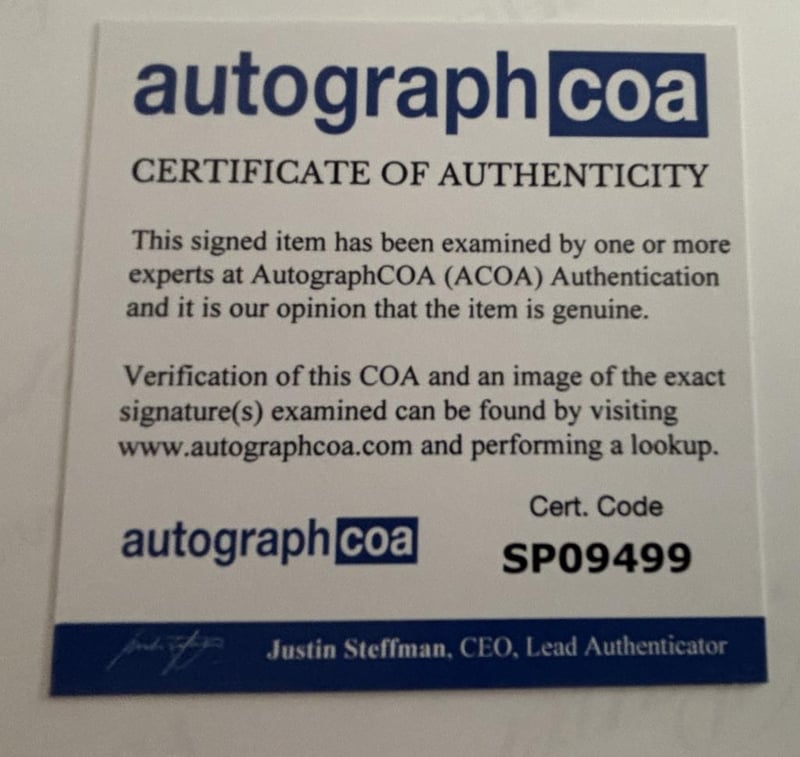 autographcoa
CERTIFICATE OF AUTHENTICITY
This signed item has been examined by one or more
experts at AutographCOA (ACOA) Authentication
and it is our opinion that the item is genuine.
Verification of this COA and an image of the exact
signature(s) examined can be found by visiting
www.autographcoa.com and performing a lookup.
autographcoa
Cert. Code
SP09499
Justin Steffman, CEO, Lead Authenticator